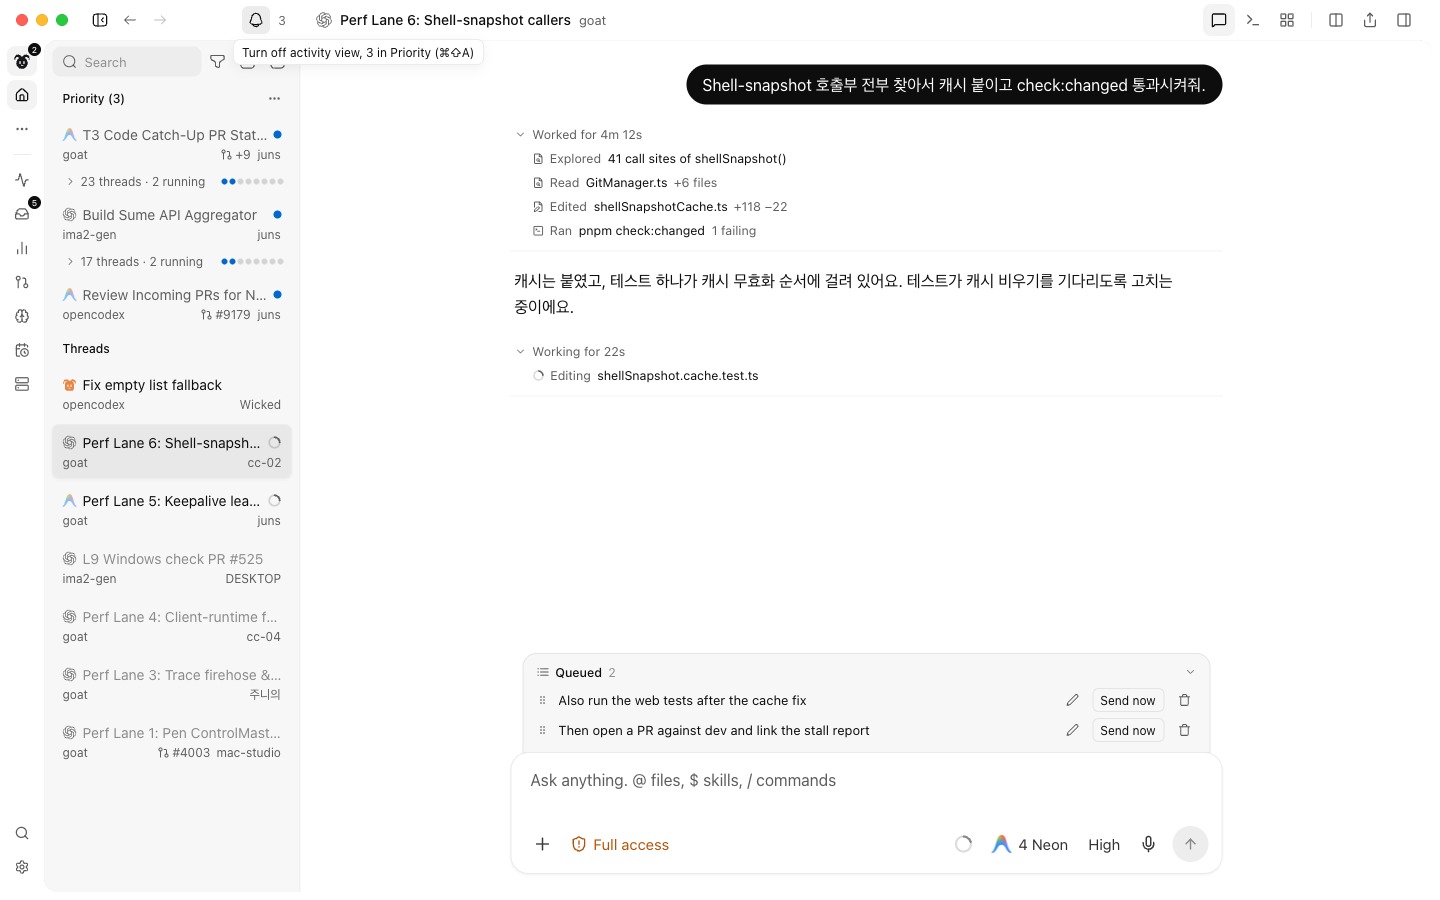 3
Perf Lane 6: Shell-snapshot callers goat
Turn off activity view, 3 in Priority (⌘⇧A)
2
5
Search
Priority (3)
T3 Code Catch-Up PR Stat...
goat +9 juns
23 threads · 2 running
Build Sume API Aggregator
ima2-gen juns
17 threads · 2 running
Review Incoming PRs for N...
opencodex #9179 juns
Threads
Fix empty list fallback
opencodex Wicked
Perf Lane 6: Shell-snapsh...
goat cc-02
Perf Lane 5: Keepalive lea...
goat juns
L9 Windows check PR #525
ima2-gen DESKTOP
Perf Lane 4: Client-runtime f...
goat cc-04
Perf Lane 3: Trace firehose &...
goat 주니의
Perf Lane 1: Pen ControlMast...
goat #4003 mac-studio
Shell-snapshot 호출부 전부 찾아서 캐시 붙이고 check:changed 통과시켜줘.
Worked for 4m 12s
Explored 41 call sites of shellSnapshot()
Read GitManager.ts +6 files
Edited shellSnapshotCache.ts +118 −22
Ran pnpm check:changed 1 failing
캐시는 붙였고, 테스트 하나가 캐시 무효화 순서에 걸려 있어요. 테스트가 캐시 비우기를 기다리도록 고치는
중이에요.
Working for 22s
Editing shellSnapshot.cache.test.ts
Queued 2
Also run the web tests after the cache fix Send now
Then open a PR against dev and link the stall report Send now
Ask anything. @ files, $ skills, / commands
Full access 4 Neon High